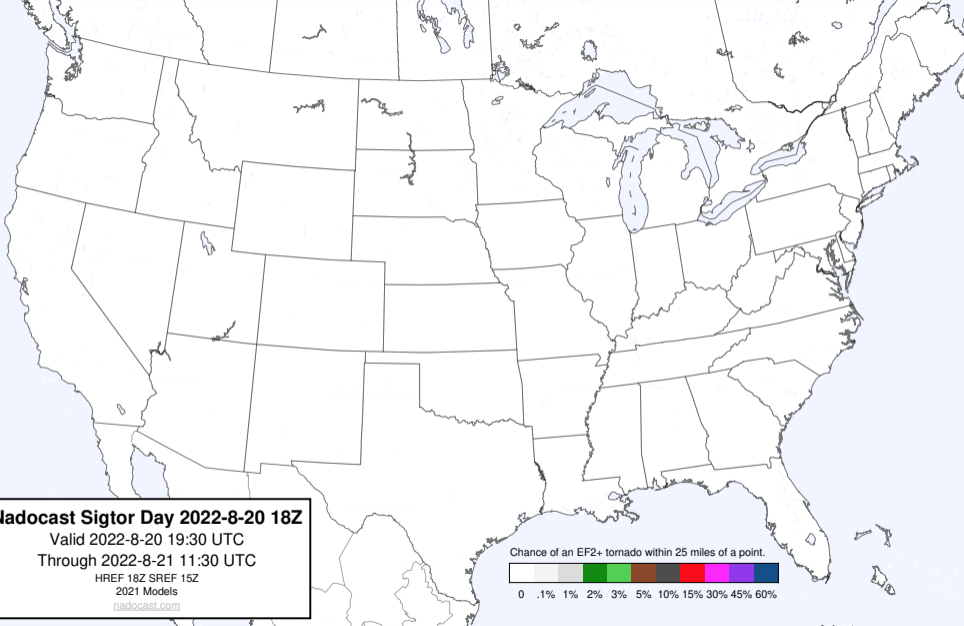 Nadocast Sigtor Day 2022-8-20 18Z
Valid 2022-8-20 19:30 UTC
Through 2022-8-21 11:30 UTC
HREF 18Z SREF 15Z
2021 Models
nadocast.com
Chance of an EF2+ tornado within 25 miles of a point.
0 .1% 1% 2% 3% 5% 10% 15% 30% 45% 60%